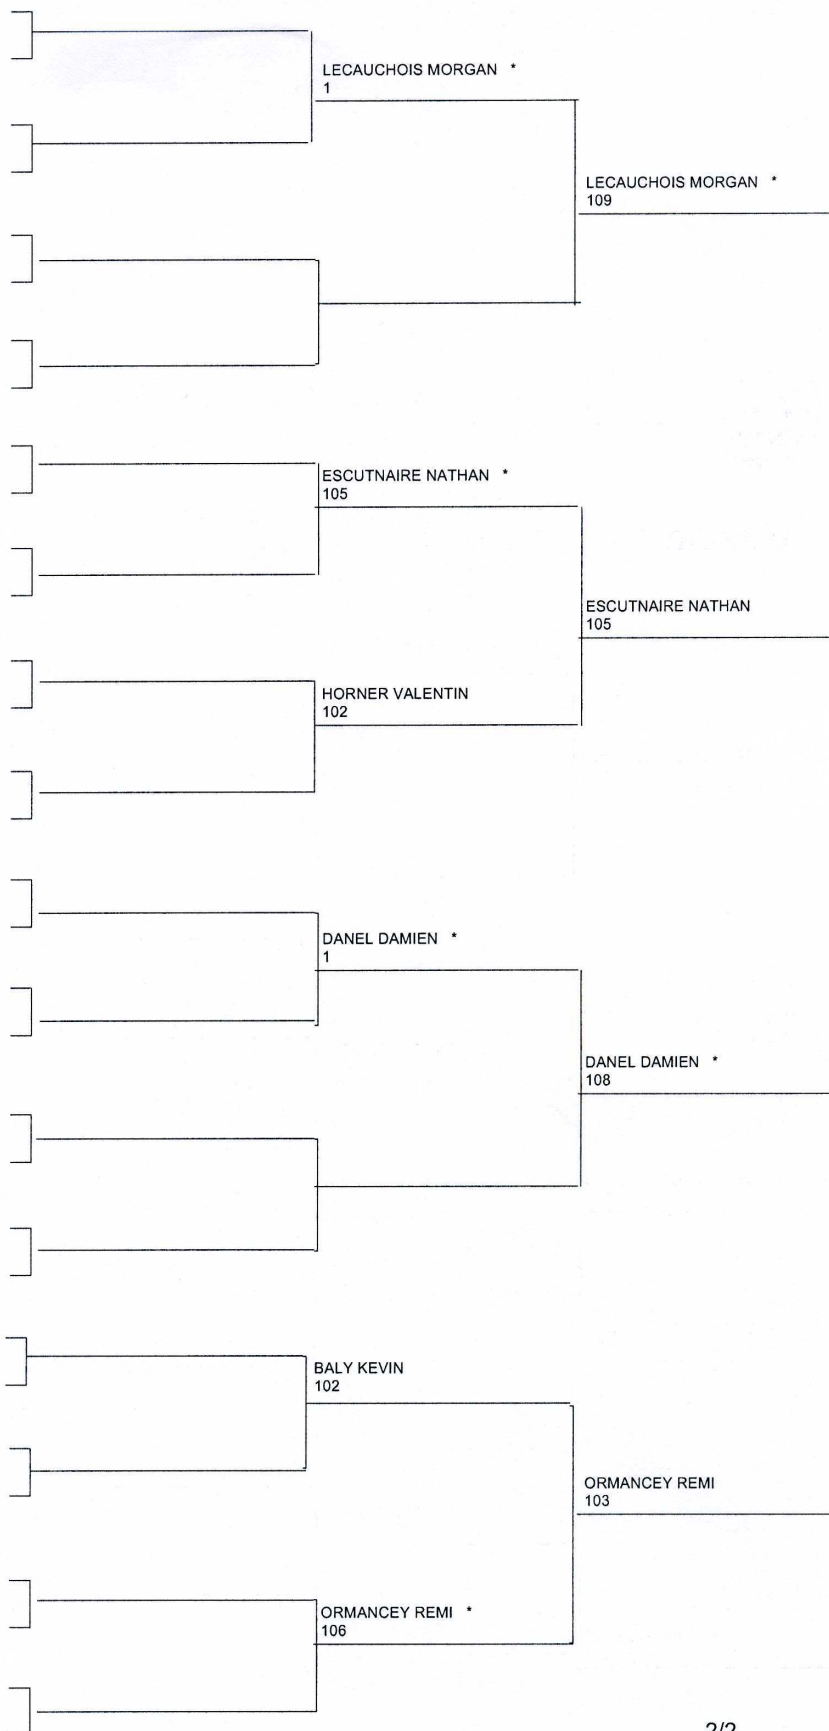 LECAUCHOIS MORGAN *
1
LECAUCHOIS MORGAN *
109
ESCUTNAIRE NATHAN *
105
ESCUTNAIRE NATHAN
105
HORNER VALENTIN
102
DANEL DAMIEN *
1
DANEL DAMIEN *
108
BALY KEVIN
102
ORMANCEY REMI
103
ORMANCEY REMI *
106
2/2